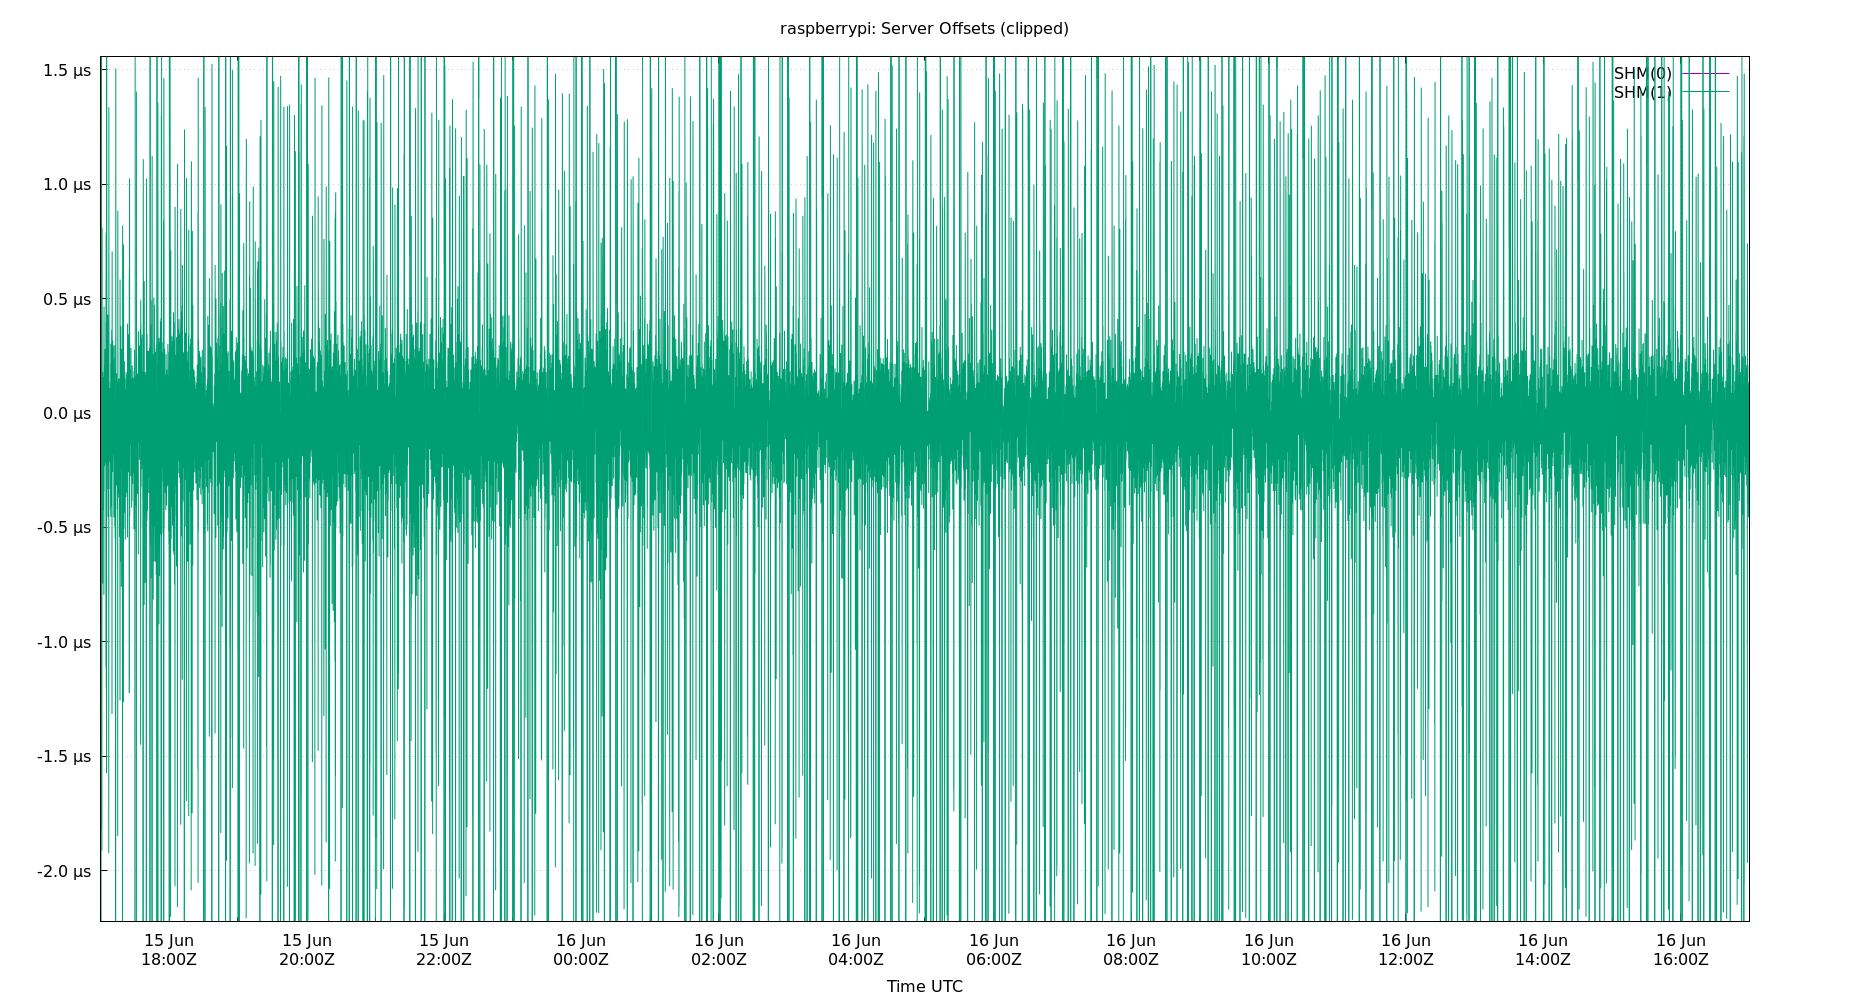 raspberrypi: Server Offsets (clipped)
1.5 µs
1.0 µs
0.5 µs
0.0 µs
-0.5 µs
-1.0 µs
-1.5 µs
-2.0 µs
SHM(0)
SHM(1)
15 Jun 15 Jun 15 Jun 16 Jun 16 Jun 16 Jun 16 Jun 16 Jun 16 Jun 16 Jun 16 Jun 16 Jun
18:00Z 20:00Z 22:00Z 00:00Z 02:00Z 04:00Z 06:00Z 08:00Z 10:00Z 12:00Z 14:00Z 16:00Z
Time UTC